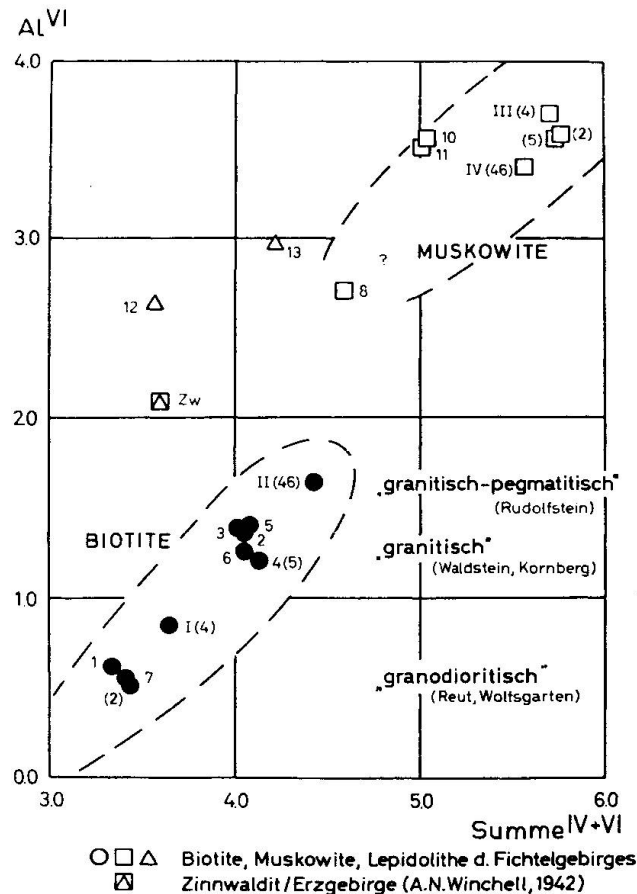 Al^VI
4.0
III (4)
10
(5)
(2)
11
IV (46)
3.0
MUSKOWITE
13
?
8
12
Zw
2.0
II (46)
„granitisch-pegmatitisch“
(Rudolfstein)
5
3
BIOTITE
2
„granitisch“
6
4(5)
(Waldstein, Kornberg)
1.0
I (4)
1
7
„granodioritisch“
(2)
(Reut, Wolfsgarten)
0.0
3.0 4.0 5.0 6.0
Summe^IV+VI
Biotite, Muskowite, Lepidolithe d. Fichtelgebirges
Zinnwaldit/Erzgebirge (A.N.Winchell, 1942)